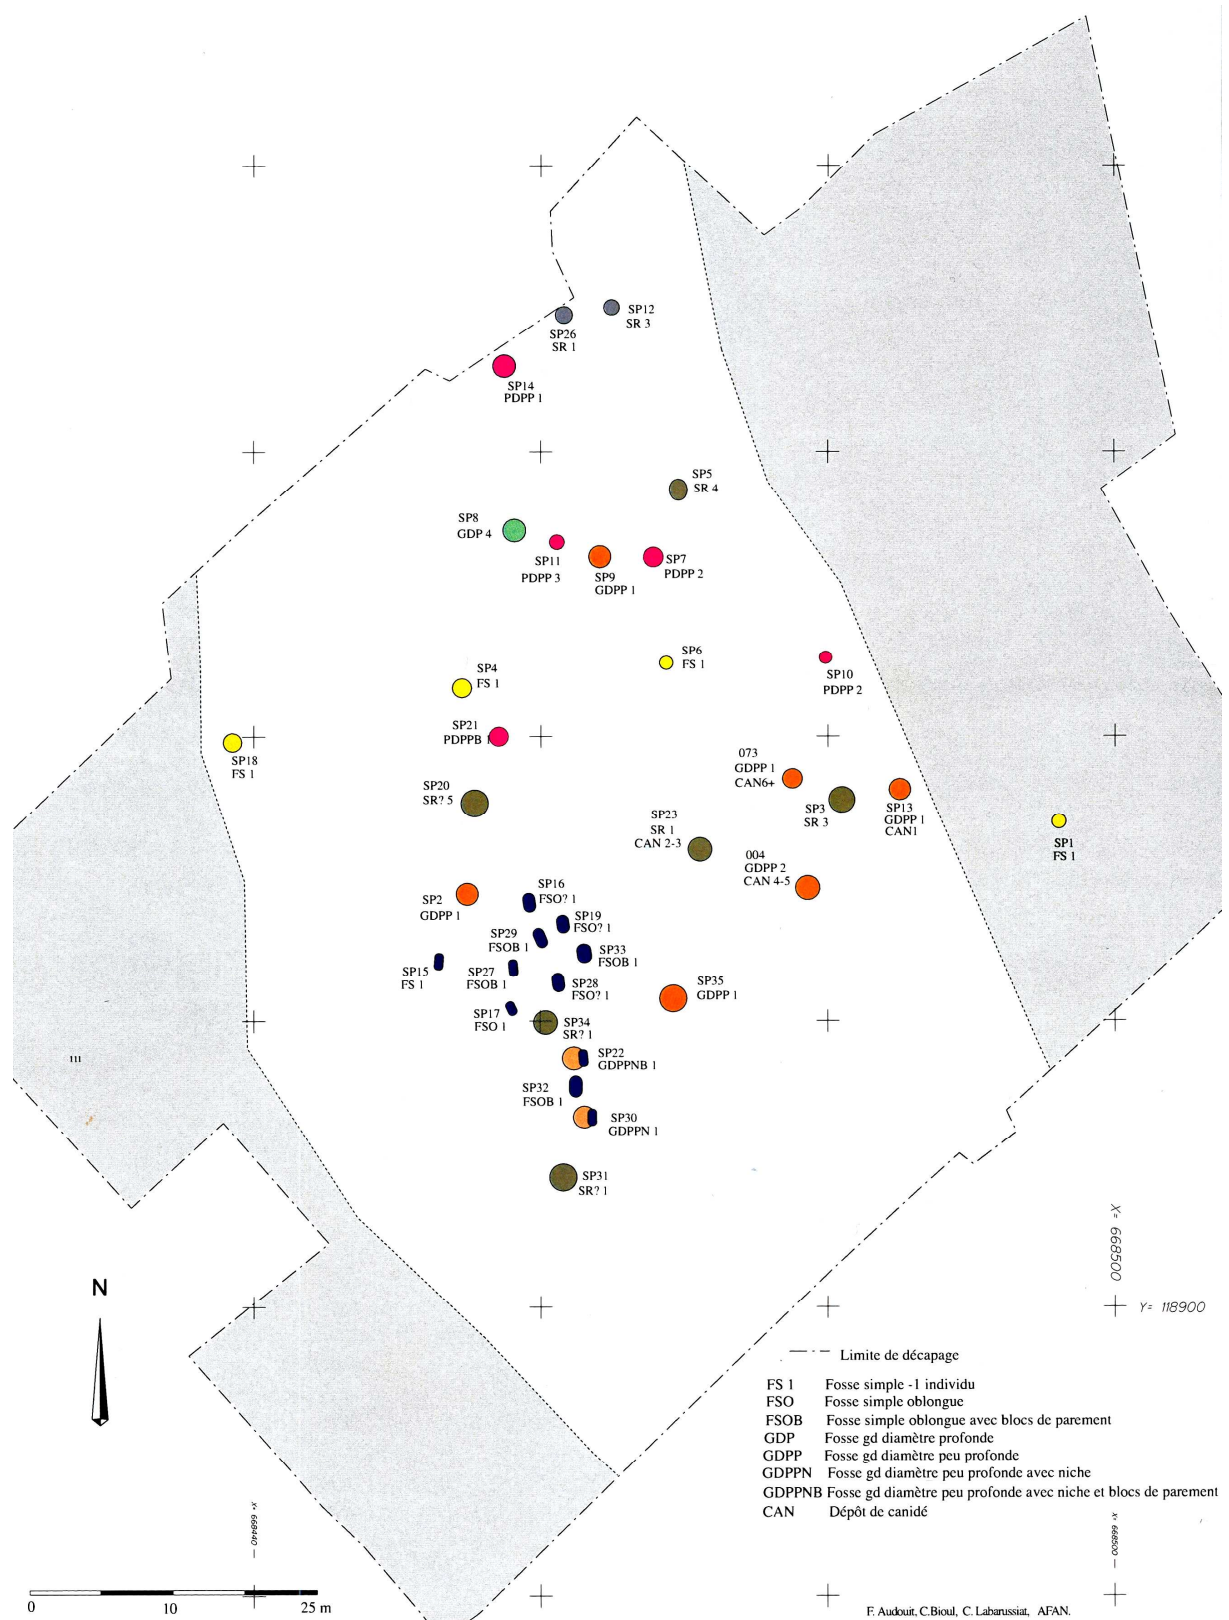 SP12
SR 3
SP26
SR 1
SP14
PDPP 1
SP5
SR 4
SP8
GDP 4
SP11
PDPP 3
SP9
GDPP 1
SP7
PDPP 2
SP6
FS 1
SP10
PDPP 2
SP4
FS 1
SP21
PDPPB 1
SP18
FS 1
073
GDPP 1
CAN6+
SP20
SR? 5
SP3
SR 3
SP13
GDPP 1
CAN1
SP23
SR 1
CAN 2-3
SP1
FS 1
004
GDPP 2
CAN 4-5
SP2
GDPP 1
SP16
FSO? 1
SP19
FSO? 1
SP29
FSOB 1
SP33
FSOB 1
SP15
FS 1
SP27
FSOB 1
SP28
FSO? 1
SP35
GDPP 1
SP17
FSO 1
SP34
SR? 1
SP22
GDPPNB 1
111
SP32
FSOB 1
SP30
GDPPN 1
SP31
SR? 1
X= 668500
Y= 118900
N
Limite de décapage
FS 1 Fosse simple -1 individu
FSO Fosse simple oblongue
FSOB Fosse simple oblongue avec blocs de parement
GDP Fosse gd diamètre profonde
GDPP Fosse gd diamètre peu profonde
GDPPN Fosse gd diamètre peu profonde avec niche
GDPPNB Fosse gd diamètre peu profonde avec niche et blocs de parement
CAN Dépôt de canidé
X= 668440
X= 668500
0 10 25 m
F. Audouit, C.Bioul, C. Labarussiat, AFAN.